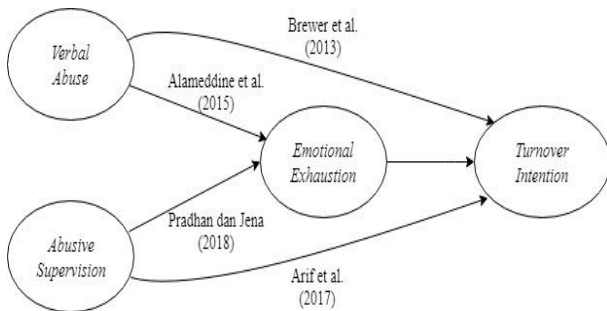 Brewer et al.
(2013)
Verbal
Abuse
Alameddine et al.
(2015)
Emotional
Exhaustion
Turnover
Intention
Pradhan dan Jena
(2018)
Abusive
Supervision
Arif et al.
(2017)